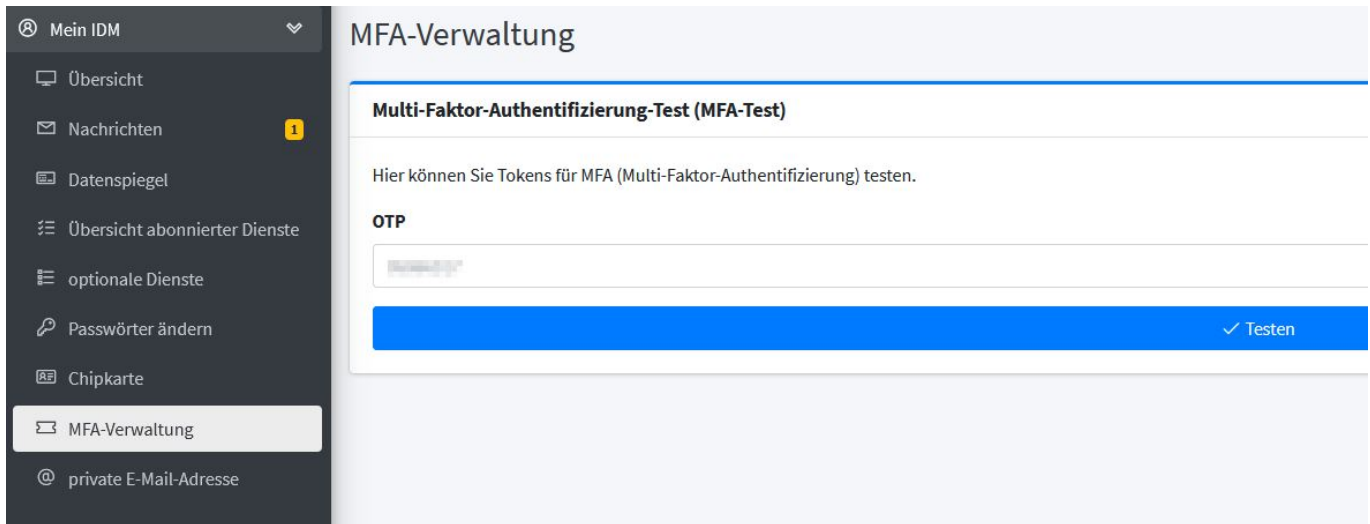 Mein IDM
Übersicht
Nachrichten 1
Datenspiegel
Übersicht abonnierter Dienste
optionale Dienste
Passwörter ändern
Chipkarte
MFA-Verwaltung
private E-Mail-Adresse
MFA-Verwaltung
Multi-Faktor-Authentifizierung-Test (MFA-Test)
Hier können Sie Tokens für MFA (Multi-Faktor-Authentifizierung) testen.
OTP
Testen